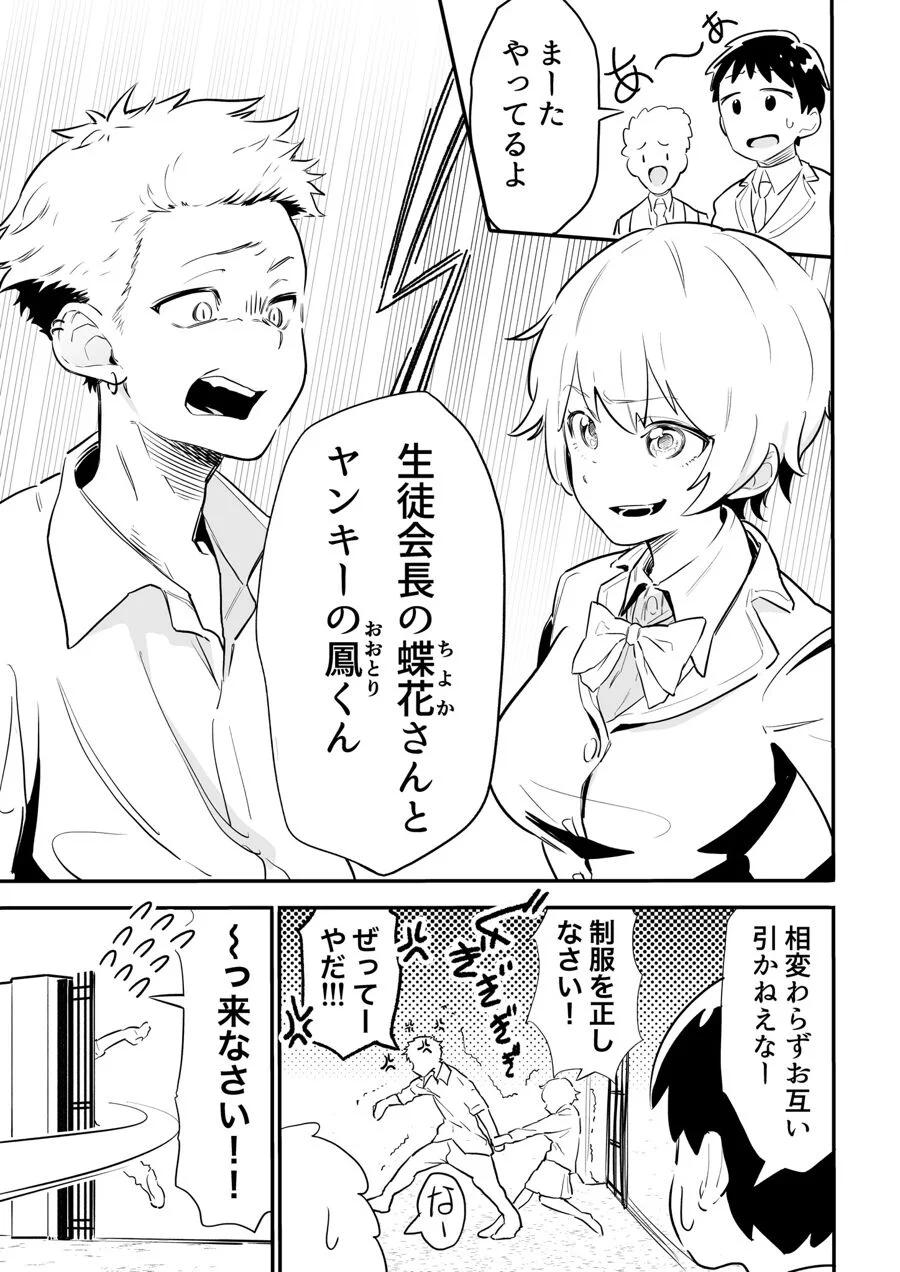 あ〜あ
まーた
やってるよ
生徒会長の蝶花さんと
ちよか
ヤンキーの鳳くん
おおとり
相変わらずお互い
引かねえなー
制服を正し
なさい!
ぐぎぎぎ
ぜってー
やだ!!!
なー
〜っ来なさい!!